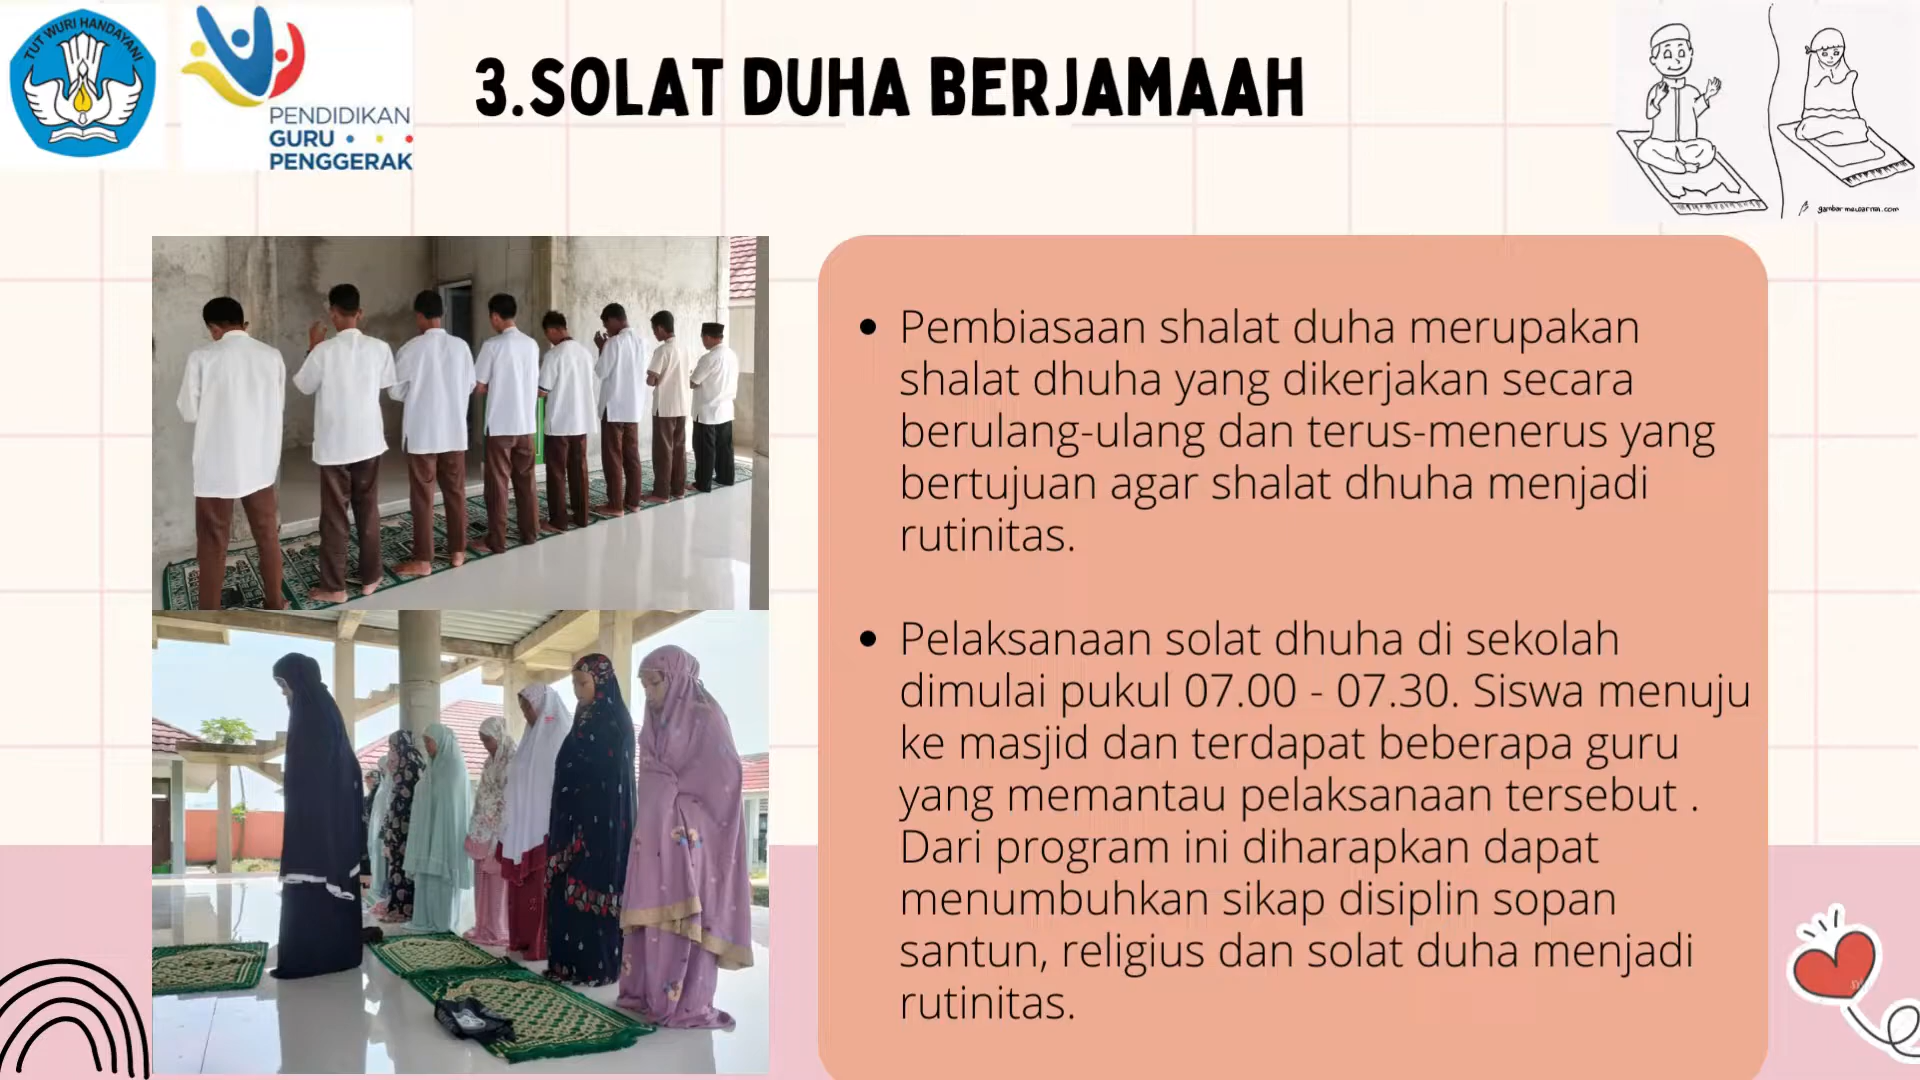 TUT WURI HANDAYANI
PENDIDIKAN
GURU
PENGGERAK
3.SOLAT DUHA BERJAMAAH
gambarmewarnai.com
• Pembiasaan shalat duha merupakan
shalat dhuha yang dikerjakan secara
berulang-ulang dan terus-menerus yang
bertujuan agar shalat dhuha menjadi
rutinitas.
• Pelaksanaan solat dhuha di sekolah
dimulai pukul 07.00 - 07.30. Siswa menuju
ke masjid dan terdapat beberapa guru
yang memantau pelaksanaan tersebut .
Dari program ini diharapkan dapat
menumbuhkan sikap disiplin sopan
santun, religius dan solat duha menjadi
rutinitas.